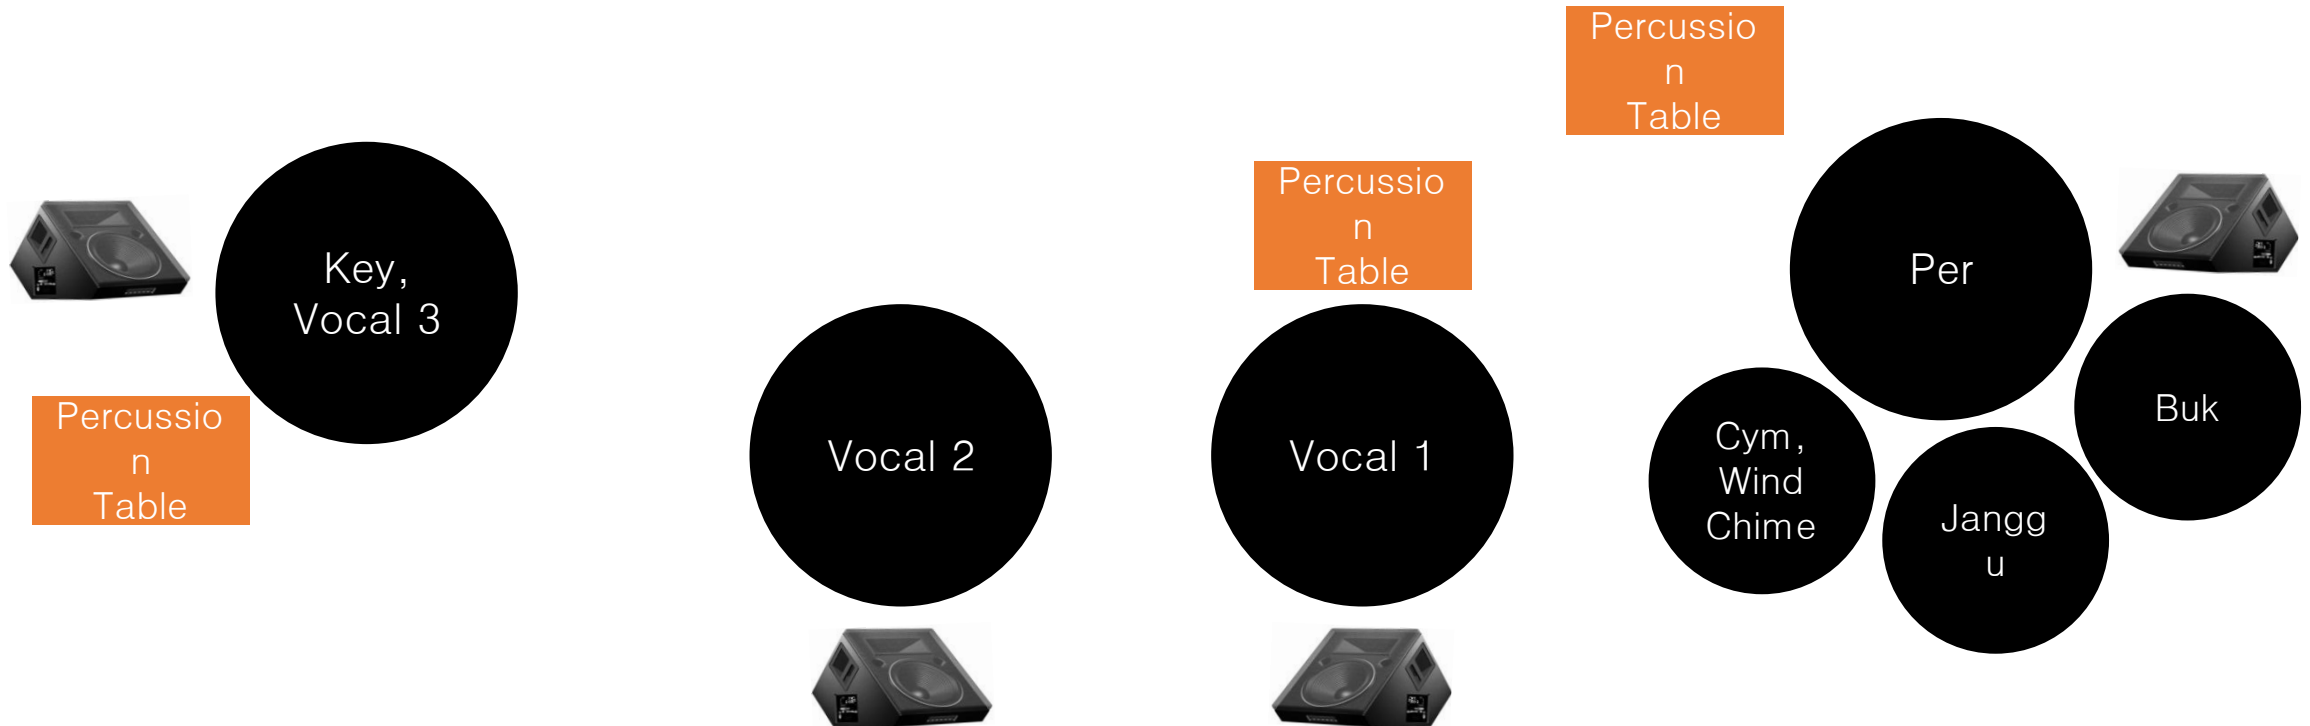 Percussio
n
Table
Percussio
n
Table
Key,
Vocal 3
Per
Percussio
n
Table
Vocal 2
Vocal 1
Cym,
Wind
Chime
Jangg
u
Buk